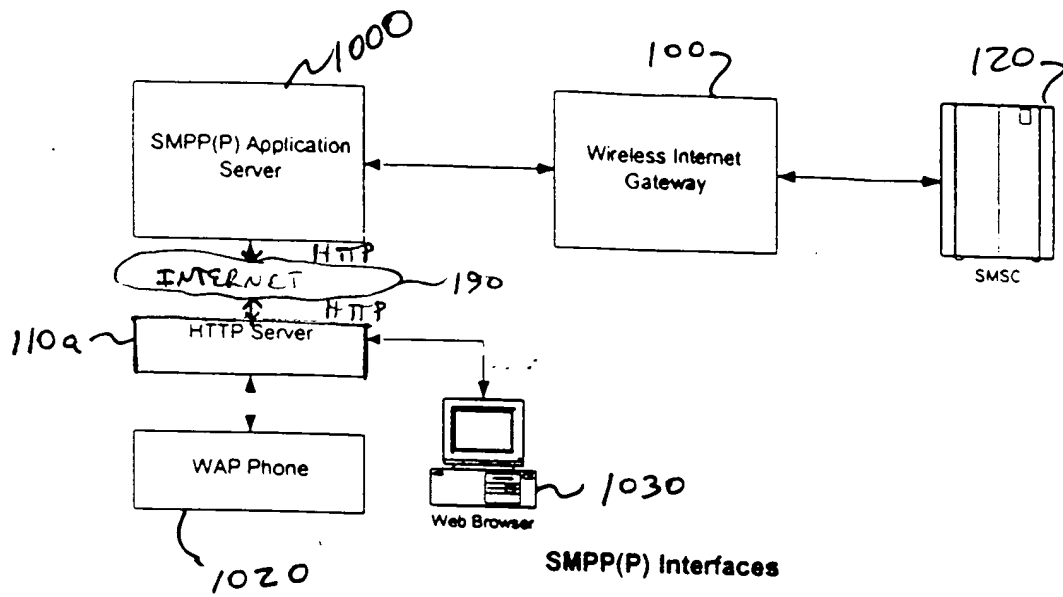 1000
100
120
SMPP(P) Application
Server
Wireless Internet
Gateway
SMSC
HTTP
INTERNET
190
HTTP
110a
HTTP Server
WAP Phone
1030
Web Browser
1020
SMPP(P) Interfaces